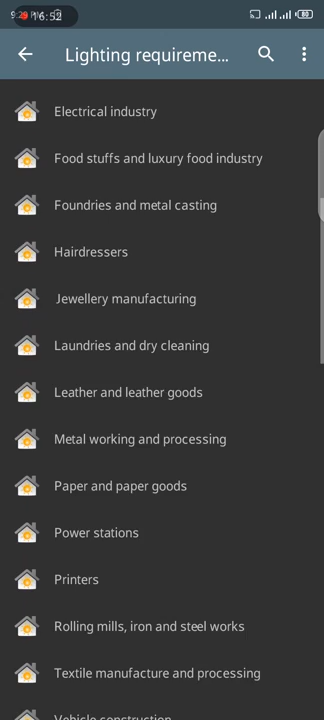 16:52
Lighting requireme...
Electrical industry
Food stuffs and luxury food industry
Foundries and metal casting
Hairdressers
Jewellery manufacturing
Laundries and dry cleaning
Leather and leather goods
Metal working and processing
Paper and paper goods
Power stations
Printers
Rolling mills, iron and steel works
Textile manufacture and processing
Vehicle construction